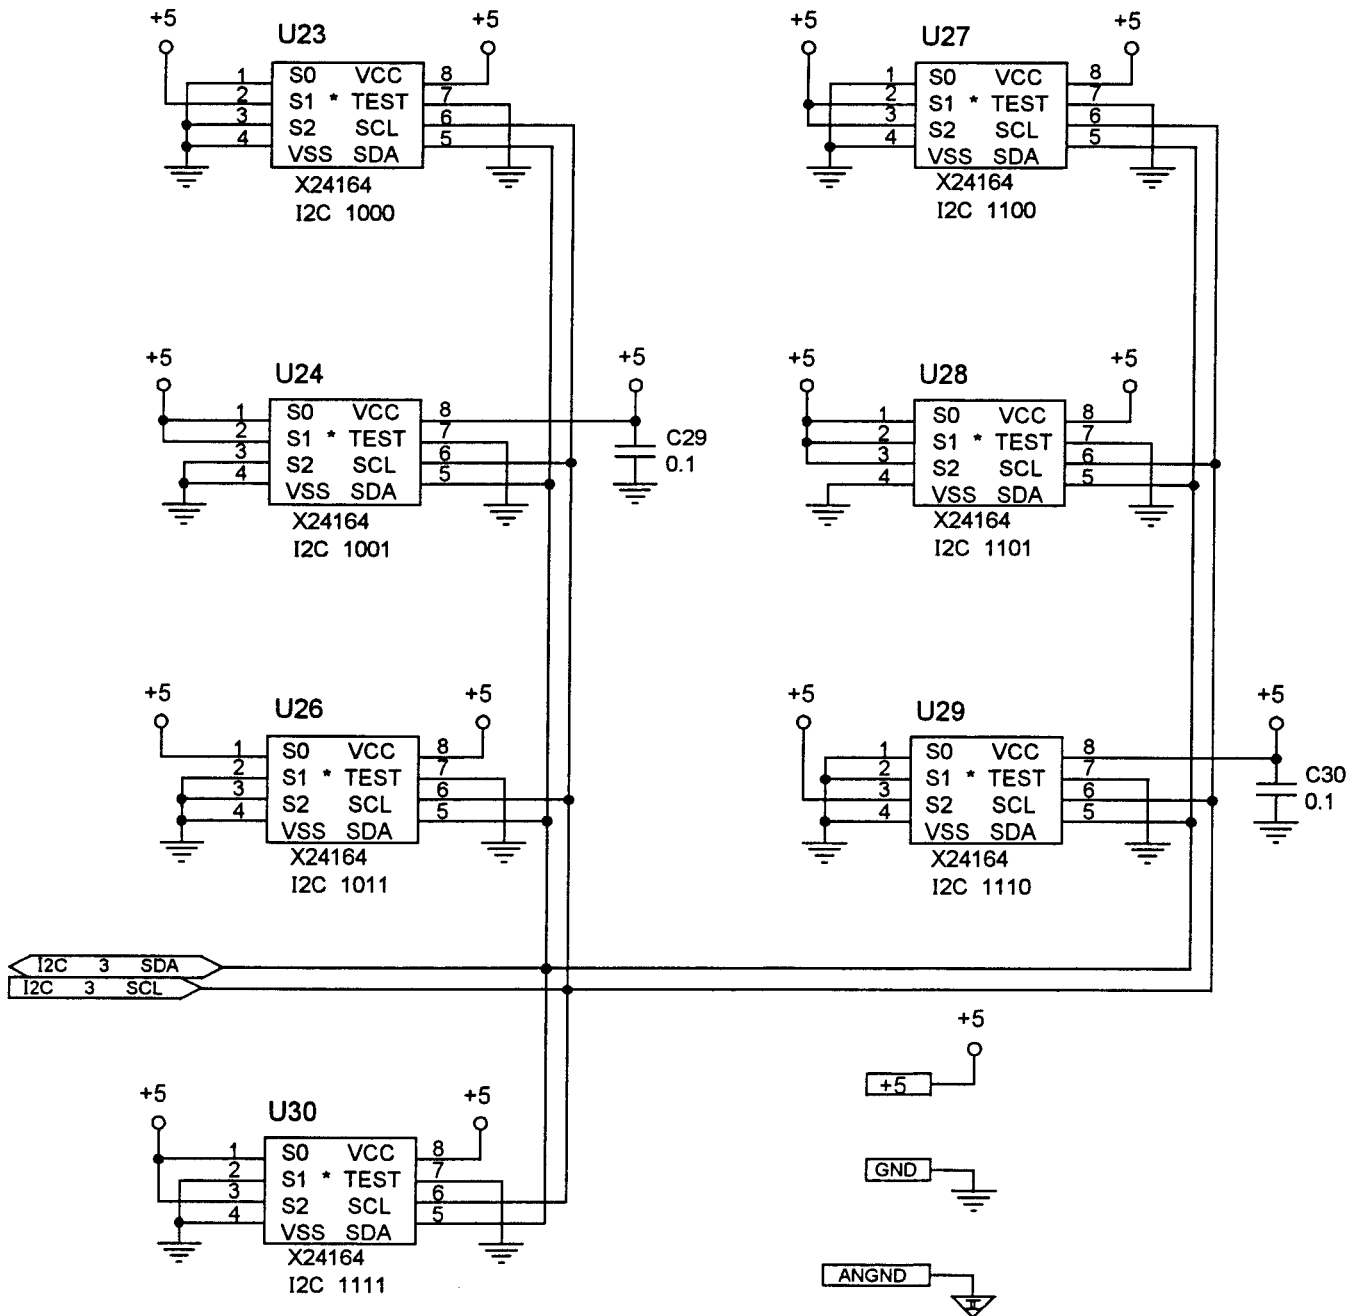 +5
+5
U23
1 S0 VCC 8
2 S1 * TEST 7
3 S2 SCL 6
4 VSS SDA 5
X24164
I2C 1000
+5
+5
U27
1 S0 VCC 8
2 S1 * TEST 7
3 S2 SCL 6
4 VSS SDA 5
X24164
I2C 1100
+5
+5
U24
1 S0 VCC 8
2 S1 * TEST 7
3 S2 SCL 6
4 VSS SDA 5
X24164
I2C 1001
C29
0.1
+5
+5
U28
1 S0 VCC 8
2 S1 * TEST 7
3 S2 SCL 6
4 VSS SDA 5
X24164
I2C 1101
+5
+5
U26
1 S0 VCC 8
2 S1 * TEST 7
3 S2 SCL 6
4 VSS SDA 5
X24164
I2C 1011
+5
+5
U29
1 S0 VCC 8
2 S1 * TEST 7
3 S2 SCL 6
4 VSS SDA 5
X24164
I2C 1110
C30
0.1
I2C 3 SDA
I2C 3 SCL
+5
+5
U30
1 S0 VCC 8
2 S1 * TEST 7
3 S2 SCL 6
4 VSS SDA 5
X24164
I2C 1111
+5
+5
GND
ANGND